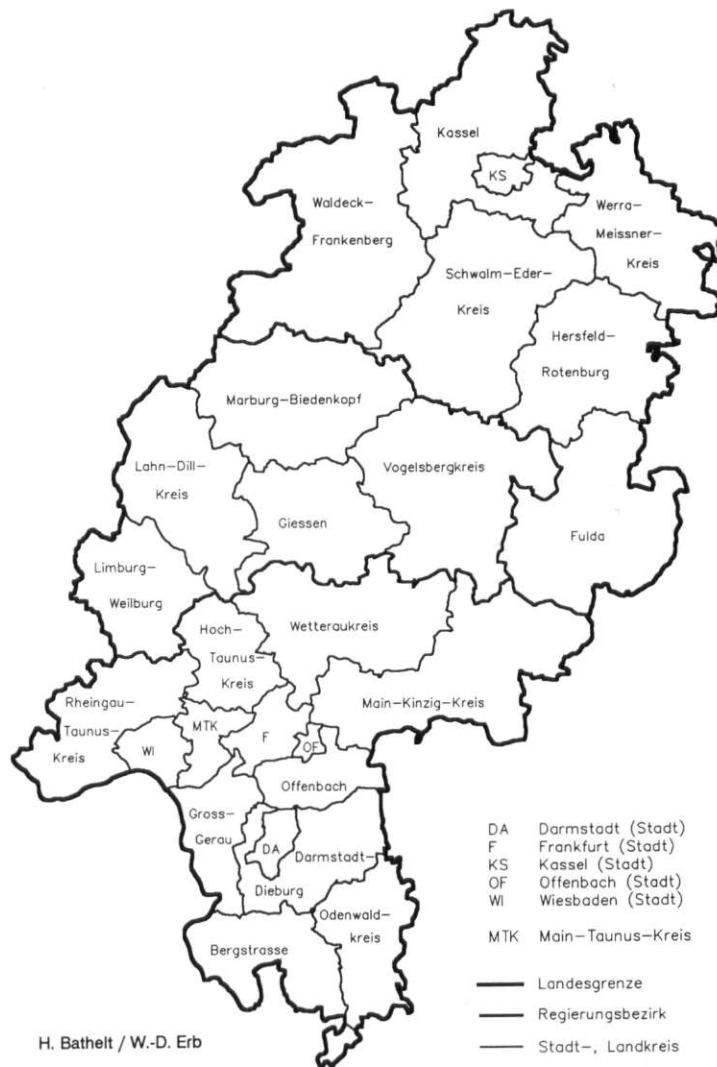 Kassel
KS
Waldeck-
Frankenberg
Werra-
Meissner-
Kreis
Schwalm-Eder-
Kreis
Hersfeld-
Rotenburg
Marburg-Biedenkopf
Lahn-Dill-
Kreis
Vogelsbergkreis
Giessen
Fulda
Limburg-
Weilburg
Hoch-
Taunus-
Kreis
Wetteraukreis
Rheingau-
Taunus-
Kreis
Main-Kinzig-Kreis
MTK
F
OF
WI
Offenbach
Gross-
Gerau
DA
Darmstadt-
Dieburg
Odenwald-
kreis
Bergstrasse
DA Darmstadt (Stadt)
F Frankfurt (Stadt)
KS Kassel (Stadt)
OF Offenbach (Stadt)
WI Wiesbaden (Stadt)
MTK Main-Taunus-Kreis
Landesgrenze
Regierungsbezirk
Stadt-, Landkreis
H. Bathelt / W.-D. Erb